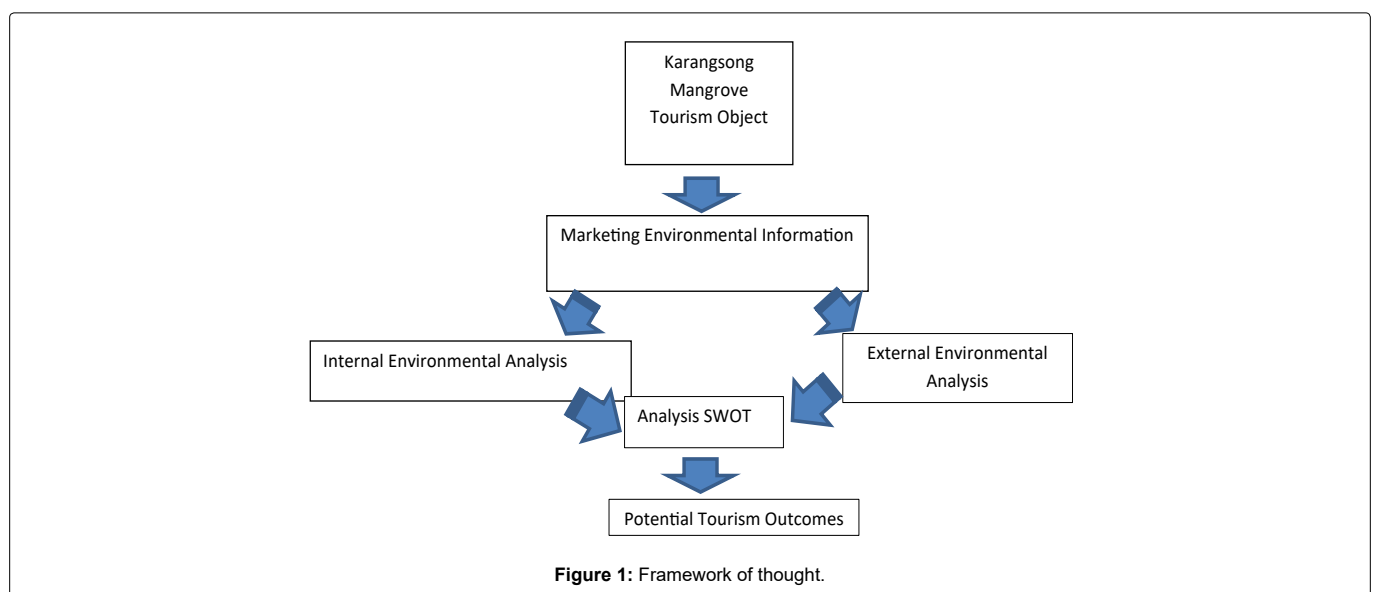 Karangsong
Mangrove
Tourism Object
Marketing Environmental Information
Internal Environmental Analysis
External Environmental
Analysis
Analysis SWOT
Potential Tourism Outcomes
Figure 1: Framework of thought.